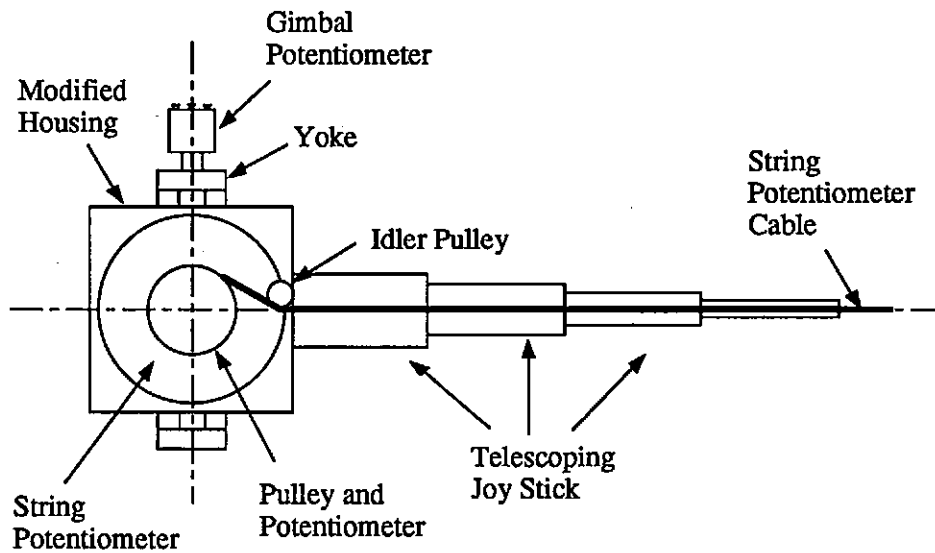 Gimbal
Potentiometer
Modified
Housing
Yoke
String
Potentiometer
Cable
Idler Pulley
Telescoping
Joy Stick
String
Potentiometer
Pulley and
Potentiometer